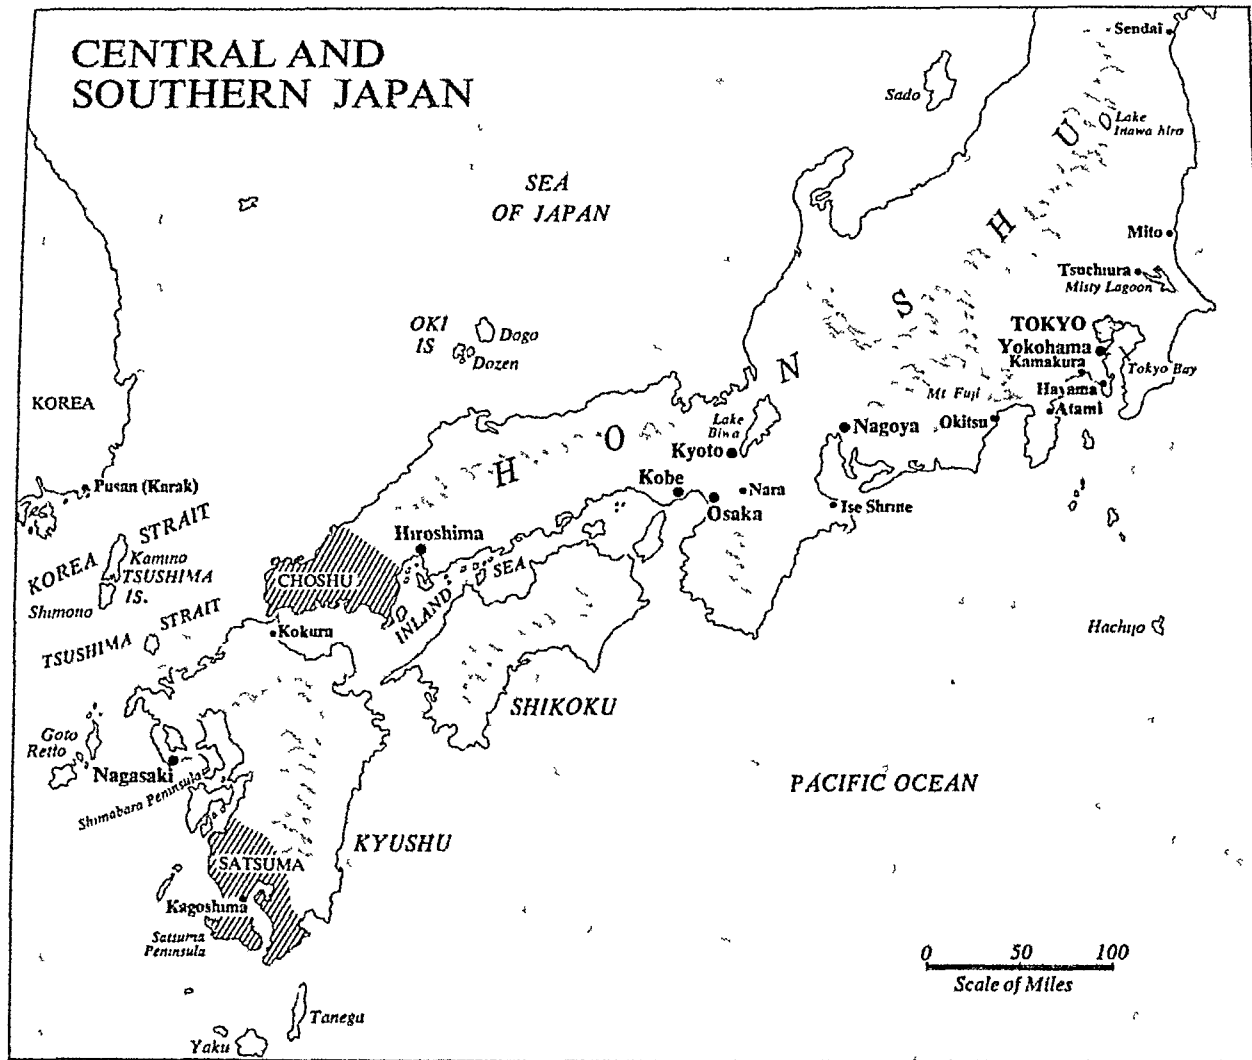 CENTRAL AND
SOUTHERN JAPAN
Sendai
Sado
Lake
Inawa hiro
SEA
OF JAPAN
Mito
Tsuchiura
Misty Lagoon
OKI
IS
Dogo
Dozen
TOKYO
Yokohama
Kamakura
Tokyo Bay
Hayama
Atami
Mt Fuji
Okitsu
HONSHU
KOREA
Lake
Biwa
Nagoya
Kyoto
Kobe
Nara
Osaka
Ise Shrine
Pusan (Karak)
KOREA STRAIT
Kamino
TSUSHIMA
IS.
Shimono
Hiroshima
CHOSHU
INLAND SEA
TSUSHIMA STRAIT
Kokura
Hachijo
SHIKOKU
Goto
Retto
Nagasaki
Shimabara Peninsula
PACIFIC OCEAN
KYUSHU
SATSUMA
Kagoshima
Satsuma
Peninsula
0 50 100
Scale of Miles
Tanega
Yaku